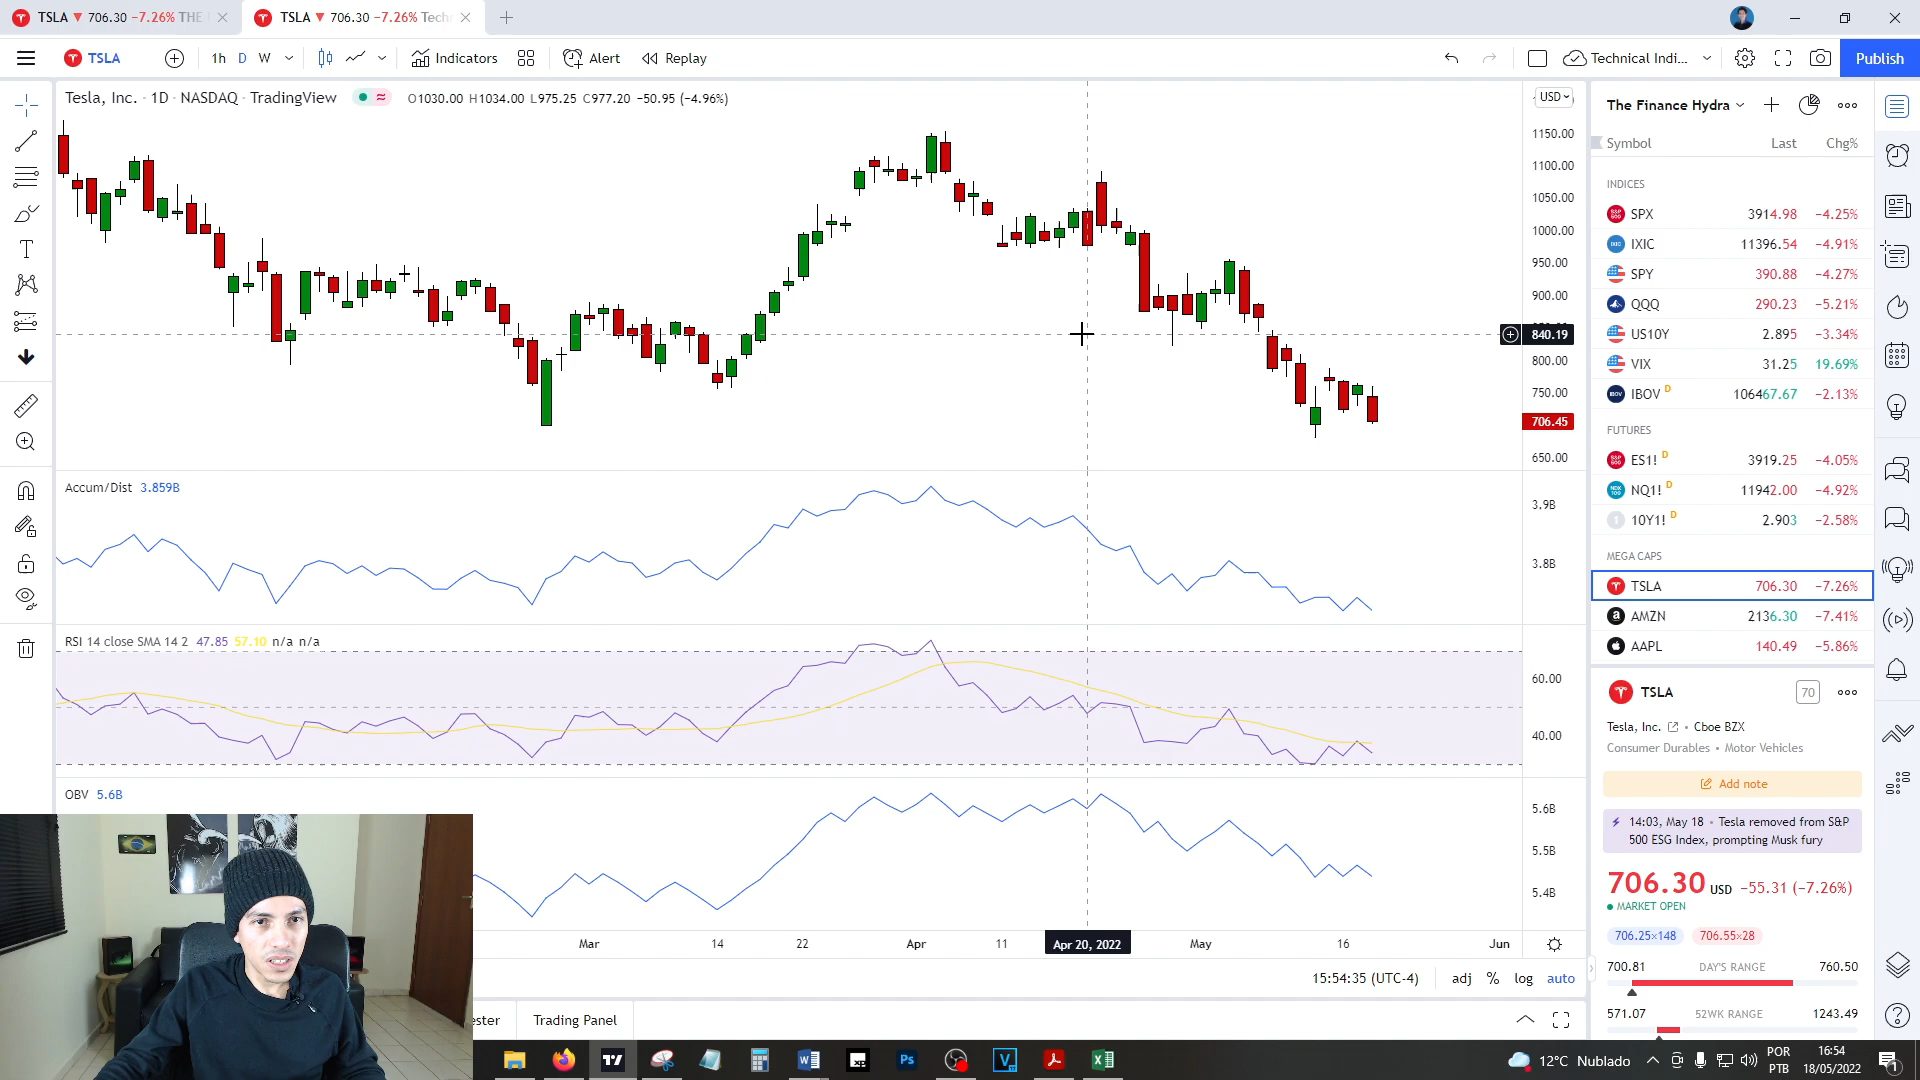 TSLA ▼ 706.30 −7.26% THE
TSLA ▼ 706.30 −7.26% Techn
TSLA
1h D W
Indicators
Alert
Replay
Technical Indi...
Publish
Tesla, Inc. · 1D · NASDAQ · TradingView
O1030.00 H1034.00 L975.25 C977.20 −50.95 (−4.96%)
USD
1150.00
1100.00
1050.00
1000.00
950.00
900.00
840.19
800.00
750.00
706.45
650.00
Accum/Dist 3.859B
3.9B
3.8B
RSI 14 close SMA 14 2 47.85 57.10 n/a n/a
60.00
40.00
OBV 5.6B
5.6B
5.5B
5.4B
Mar 14 22 Apr 11 Apr 20, 2022 May 16 Jun
15:54:35 (UTC-4) adj % log auto
ester Trading Panel
The Finance Hydra
Symbol Last Chg%
INDICES
SPX 3914.98 −4.25%
IXIC 11396.54 −4.91%
SPY 390.88 −4.27%
QQQ 290.23 −5.21%
US10Y 2.895 −3.34%
VIX 31.25 19.69%
IBOV D 106467.67 −2.13%
FUTURES
ES1! D 3919.25 −4.05%
NQ1! D 11942.00 −4.92%
10Y1! D 2.903 −2.58%
MEGA CAPS
TSLA 706.30 −7.26%
AMZN 2136.30 −7.41%
AAPL 140.49 −5.86%
TSLA 70
Tesla, Inc. • Cboe BZX
Consumer Durables • Motor Vehicles
Add note
14:03, May 18 • Tesla removed from S&P
500 ESG Index, prompting Musk fury
706.30 USD −55.31 (−7.26%)
MARKET OPEN
706.25×148 706.55×28
700.81 DAY'S RANGE 760.50
571.07 52WK RANGE 1243.49
12°C Nublado
POR
PTB
16:54
18/05/2022
1